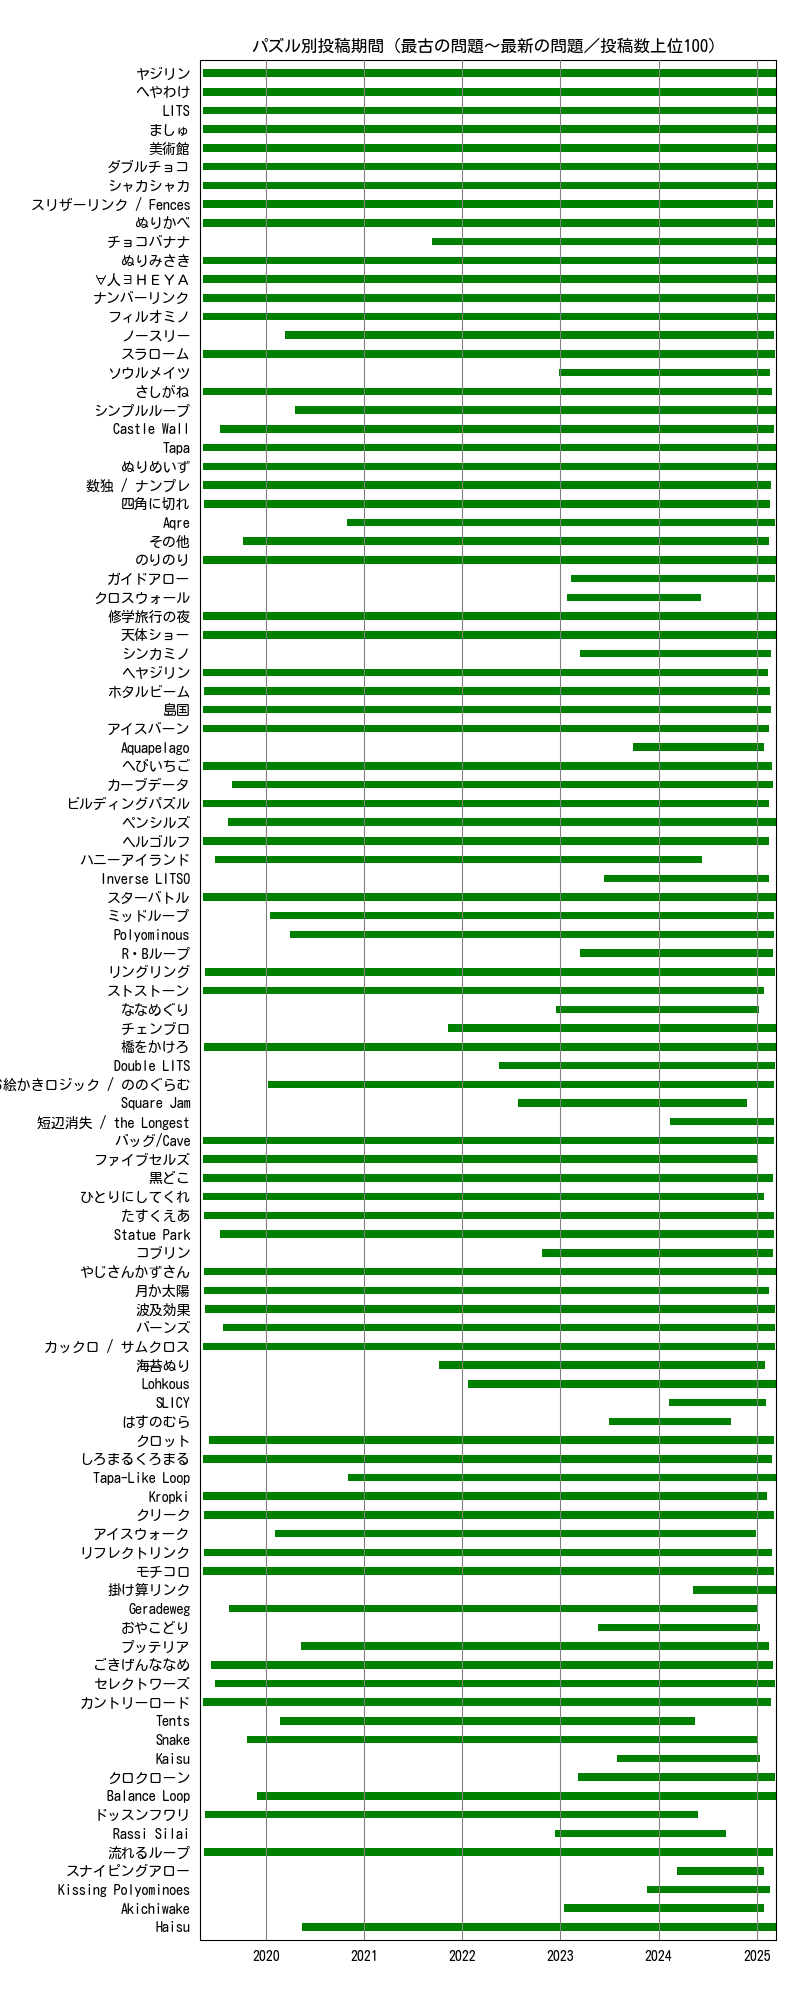 パズル別投稿期間（最古の問題～最新の問題／投稿数上位100）
ヤジリン
へやわけ
LITS
ましゅ
美術館
ダブルチョコ
シャカシャカ
スリザーリンク / Fences
ぬりかべ
チョコバナナ
ぬりみさき
∀人∃ＨＥＹＡ
ナンバーリンク
フィルオミノ
ノースリー
スラローム
ソウルメイツ
さしがね
シンプルループ
Castle Wall
Tapa
ぬりめいず
数独 / ナンプレ
四角に切れ
Aqre
その他
のりのり
ガイドアロー
クロスウォール
修学旅行の夜
天体ショー
シンカミノ
ヘヤジリン
ホタルビーム
島国
アイスバーン
Aquapelago
へびいちご
カーブデータ
ビルディングパズル
ペンシルズ
ヘルゴルフ
ハニーアイランド
Inverse LITSO
スターバトル
ミッドループ
Polyominous
R・Bループ
リングリング
ストストーン
ななめぐり
チェンブロ
橋をかけろ
Double LITS
絵かきロジック / ののぐらむ
Square Jam
短辺消失 / the Longest
バッグ/Cave
ファイブセルズ
黒どこ
ひとりにしてくれ
たすくえあ
Statue Park
コブリン
やじさんかずさん
月か太陽
波及効果
バーンズ
カックロ / サムクロス
海苔ぬり
Lohkous
SLICY
はすのむら
クロット
しろまるくろまる
Tapa-Like Loop
Kropki
クリーク
アイスウォーク
リフレクトリンク
モチコロ
掛け算リンク
Geradeweg
おやこどり
プッテリア
ごきげんななめ
セレクトワーズ
カントリーロード
Tents
Snake
Kaisu
クロクローン
Balance Loop
ドッスンフワリ
Rassi Silai
流れるループ
スナイピングアロー
Kissing Polyominoes
Akichiwake
Haisu
2020 2021 2022 2023 2024 2025